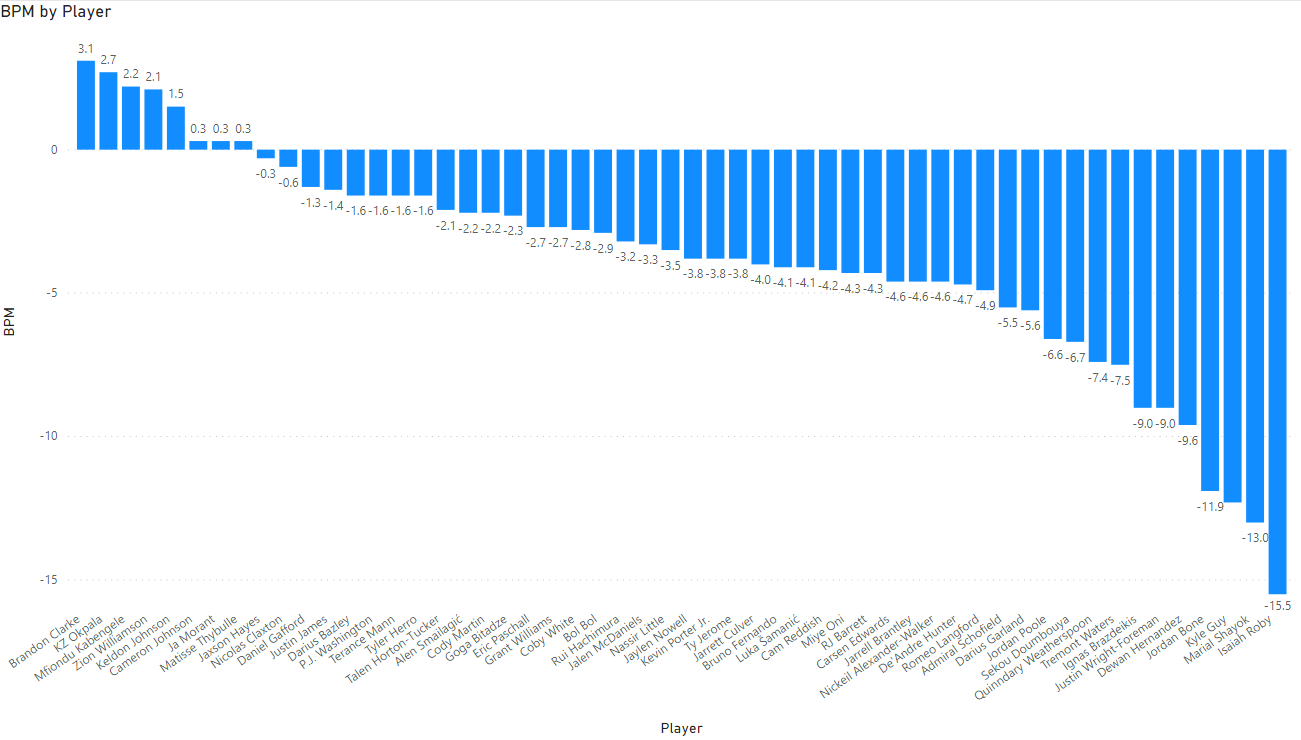 BPM by Player
3.1
2.7
2.2
2.1
1.5
0.3
0.3
0.3
-0.3
-0.6
-1.3
-1.4
-1.6
-1.6
-1.6
-1.6
-2.1
-2.2
-2.2
-2.3
-2.7
-2.7
-2.8
-2.9
-3.2
-3.3
-3.5
-3.8
-3.8
-3.8
-4.0
-4.1
-4.1
-4.2
-4.3
-4.3
-4.6
-4.6
-4.6
-4.7
-4.9
-5.5
-5.6
-6.6
-6.7
-7.4
-7.5
-9.0
-9.0
-9.6
-11.9
-13.0
-15.5
0
-5
-10
-15
BPM
Brandon Clarke
KZ Okpala
Mfiondu Kabengele
Zion Williamson
Keldon Johnson
Cameron Johnson
Ja Morant
Matisse Thybulle
Jaxson Hayes
Nicolas Claxton
Daniel Gafford
Justin James
Darius Bazley
P.J. Washington
Terance Mann
Tyler Herro
Talen Horton-Tucker
Alen Smailagić
Cody Martin
Goga Bitadze
Eric Paschall
Grant Williams
Coby White
Bol Bol
Rui Hachimura
Jalen McDaniels
Nassir Little
Jaylen Nowell
Kevin Porter Jr.
Ty Jerome
Jarrett Culver
Bruno Fernando
Luka Samanić
Cam Reddish
Miye Oni
RJ Barrett
Carsen Edwards
Jarrell Brantley
Nickeil Alexander-Walker
De'Andre Hunter
Romeo Langford
Admiral Schofield
Darius Garland
Jordan Poole
Sekou Doumbouya
Quinndary Weatherspoon
Tremont Waters
Ignas Brazdeikis
Justin Wright-Foreman
Dewan Hernandez
Jordan Bone
Kyle Guy
Marial Shayok
Isaiah Roby
Player